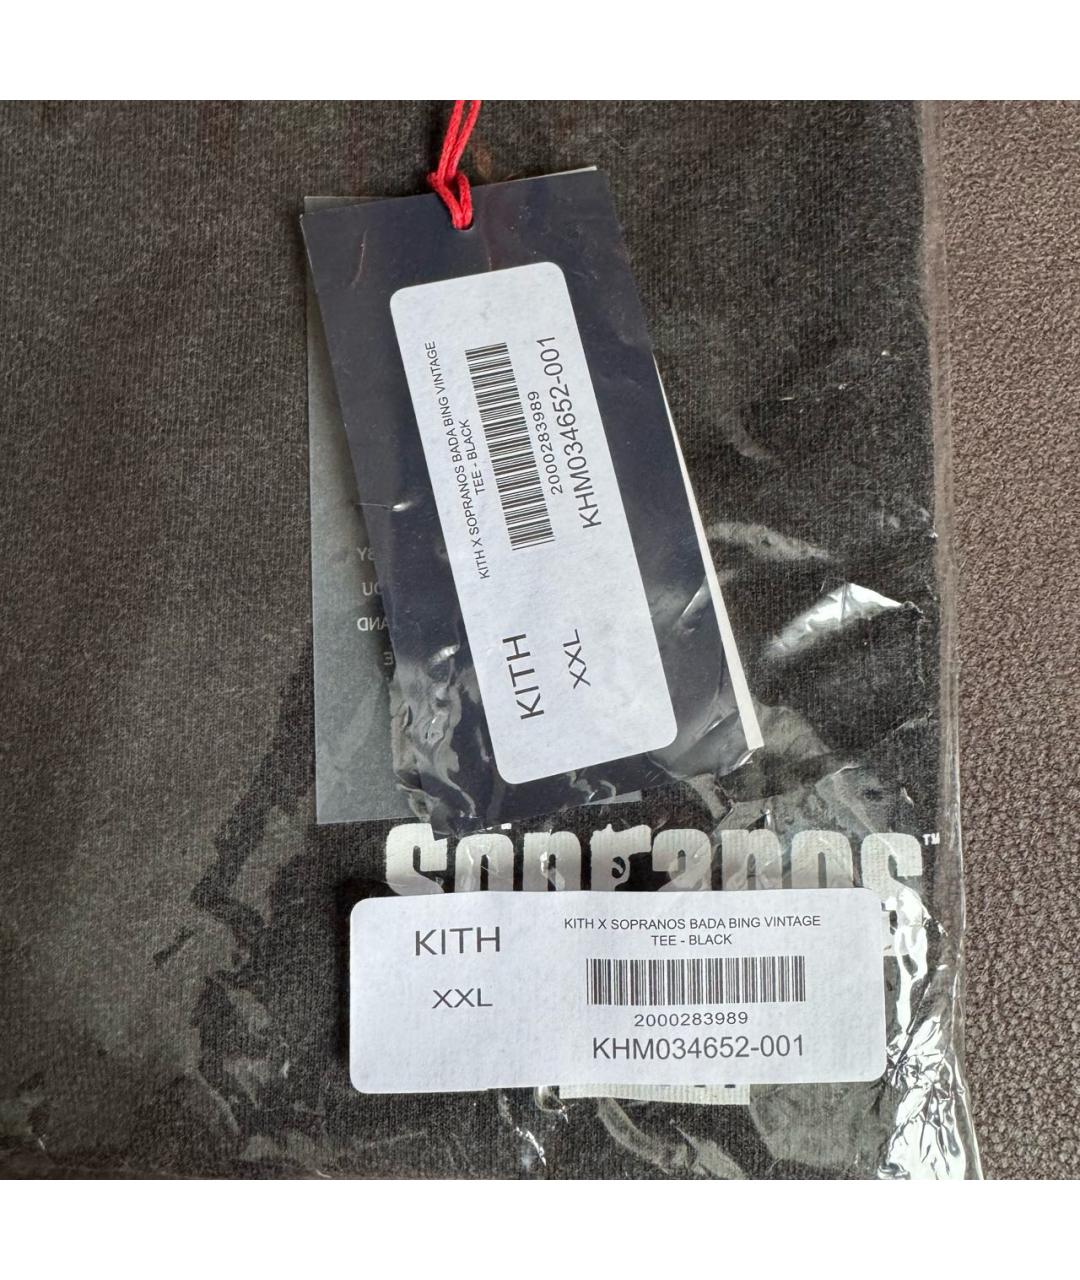 KITH X SOPRANOS BADA BING VINTAGE
TEE - BLACK
2000283989
KHM034652-001
KITH
XXL
Sopranos™
KITH
XXL
KITH X SOPRANOS BADA BING VINTAGE
TEE - BLACK
2000283989
KHM034652-001